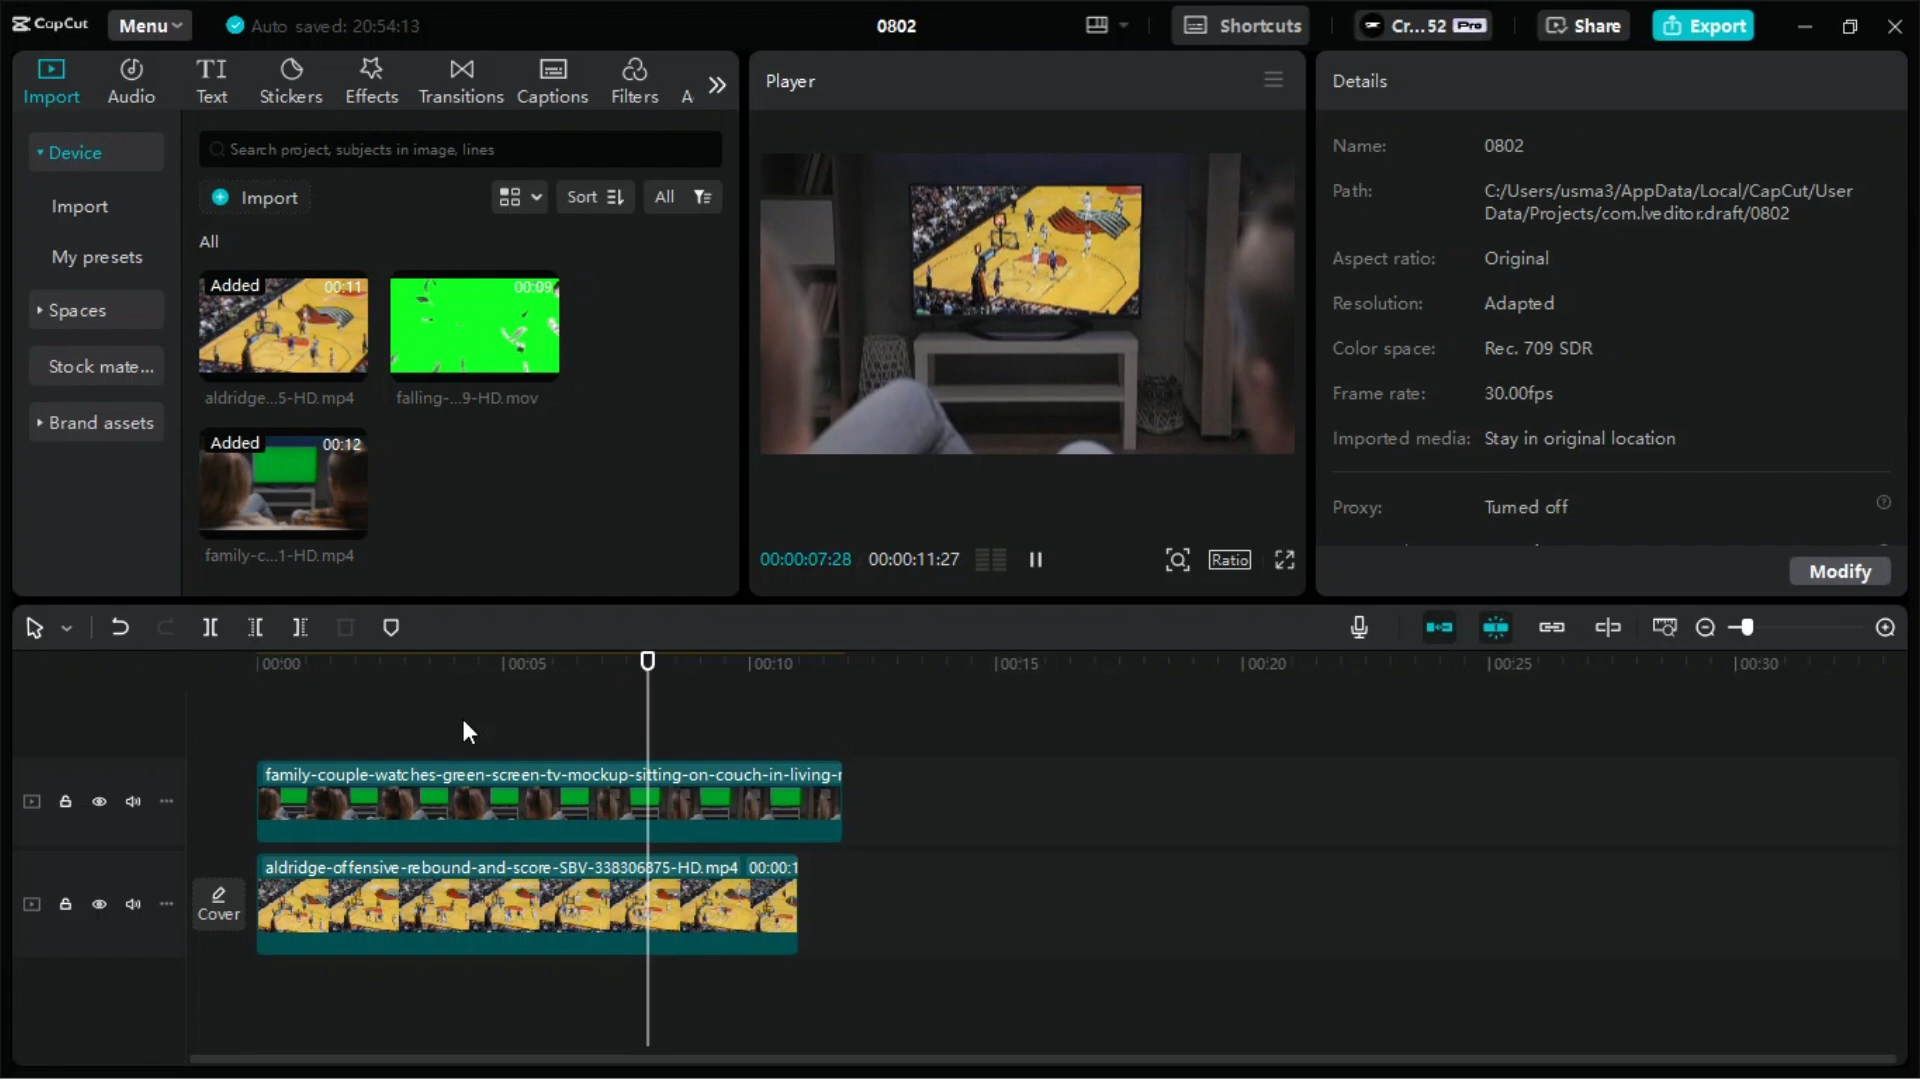 CapCut
Menu
Auto saved: 20:54:13
0802
Shortcuts
Cr...52 Pro
Share
Export
Import
Audio
TI
Text
Stickers
Effects
Transitions
Captions
Filters
A
Player
Details
Device
Import
My presets
Spaces
Stock mate...
Brand assets
Search project, subjects in image, lines
Import
Sort
All
All
Added
00:11
00:09
aldridge...5-HD.mp4
falling-...9-HD.mov
Added
00:12
family-c...1-HD.mp4
00:00:07:28
00:00:11:27
Ratio
Name:
0802
Path:
C:/Users/usma3/AppData/Local/CapCut/User
Data/Projects/com.lveditor.draft/0802
Aspect ratio:
Original
Resolution:
Adapted
Color space:
Rec. 709 SDR
Frame rate:
30.00fps
Imported media:
Stay in original location
Proxy:
Turned off
Modify
00:00
00:05
00:10
00:15
00:20
00:25
00:30
family-couple-watches-green-screen-tv-mockup-sitting-on-couch-in-living-r
aldridge-offensive-rebound-and-score-SBV-338306875-HD.mp4 00:00:1
Cover